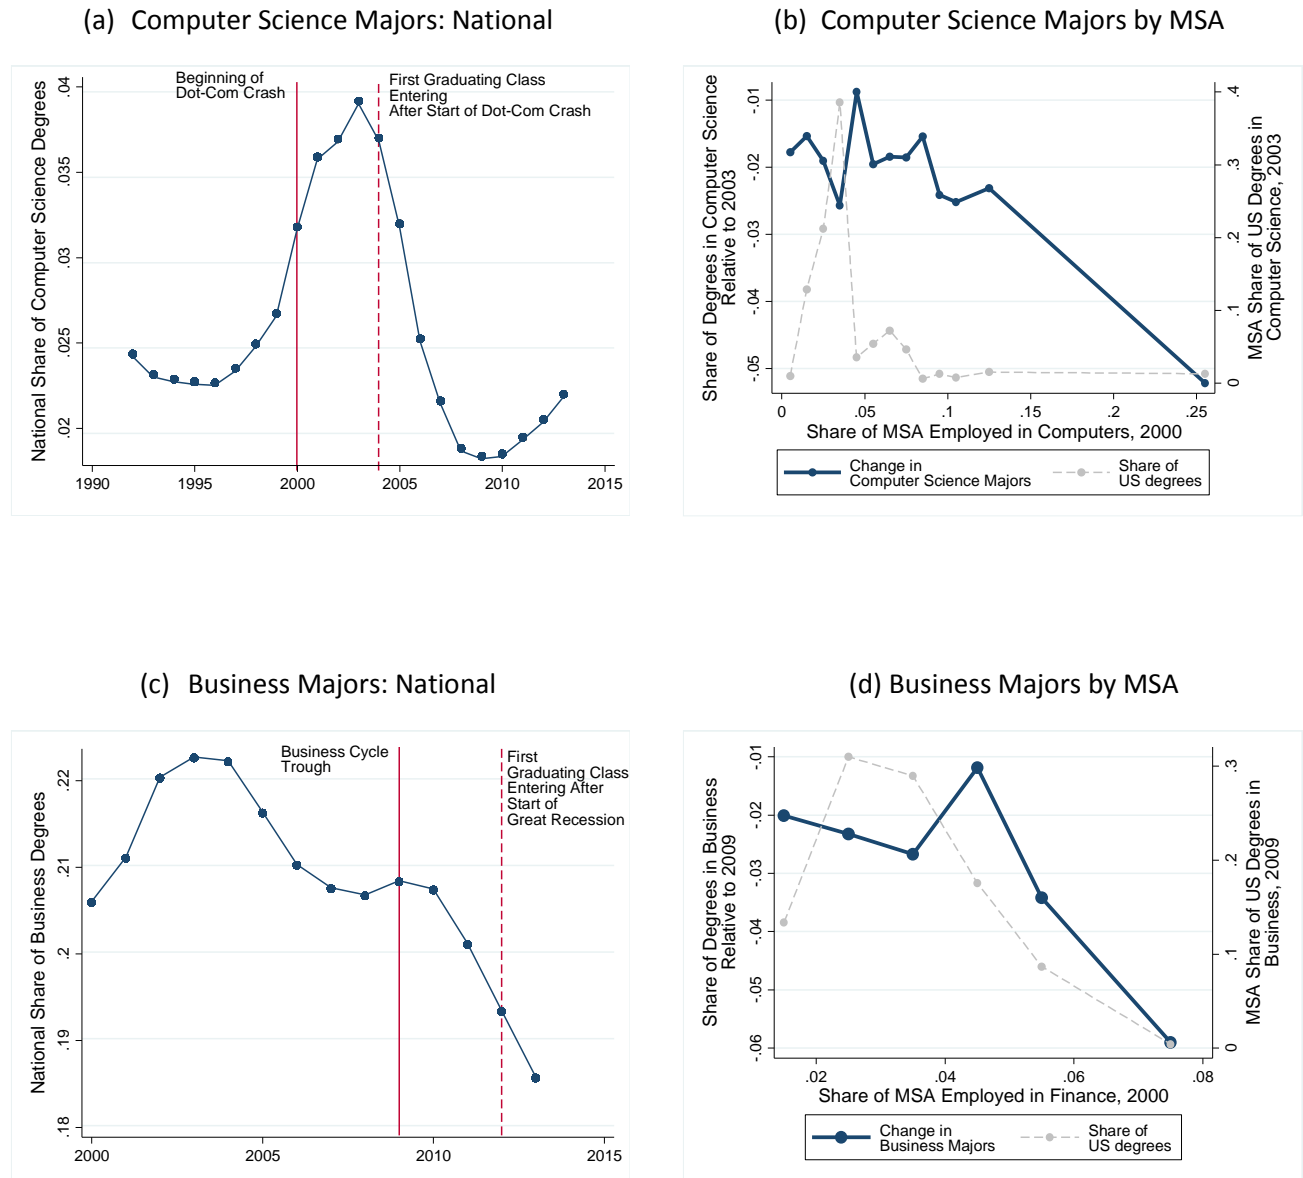 (a) Computer Science Majors: National
National Share of Computer Science Degrees
.04
.035
.03
.025
.02
Beginning of
Dot-Com Crash
First Graduating Class
Entering
After Start of Dot-Com Crash
1990 1995 2000 2005 2010 2015
(b) Computer Science Majors by MSA
Share of Degrees in Computer Science
Relative to 2003
-.01
-.02
-.03
-.04
-.05
MSA Share of US Degrees in
Computer Science, 2003
.4
.3
.2
.1
0
0 .05 .1 .15 .2 .25
Share of MSA Employed in Computers, 2000
Change in
Computer Science Majors
Share of
US degrees
(c) Business Majors: National
National Share of Business Degrees
.22
.21
.2
.19
.18
Business Cycle
Trough
First
Graduating Class
Entering After
Start of
Great Recession
2000 2005 2010 2015
(d) Business Majors by MSA
Share of Degrees in Business
Relative to 2009
-.01
-.02
-.03
-.04
-.05
-.06
MSA Share of US Degrees in
Business, 2009
.3
.2
.1
0
.02 .04 .06 .08
Share of MSA Employed in Finance, 2000
Change in
Business Majors
Share of
US degrees